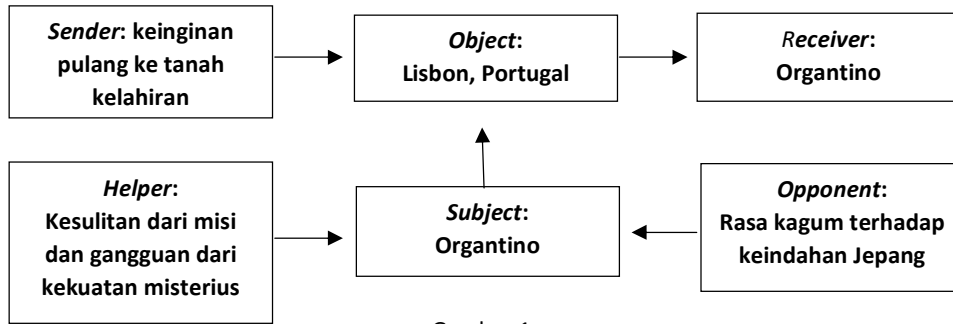 Sender: keinginan
pulang ke tanah
kelahiran
Object:
Lisbon, Portugal
Receiver:
Organtino
Helper:
Kesulitan dari misi
dan gangguan dari
kekuatan misterius
Subject:
Organtino
Opponent:
Rasa kagum terhadap
keindahan Jepang